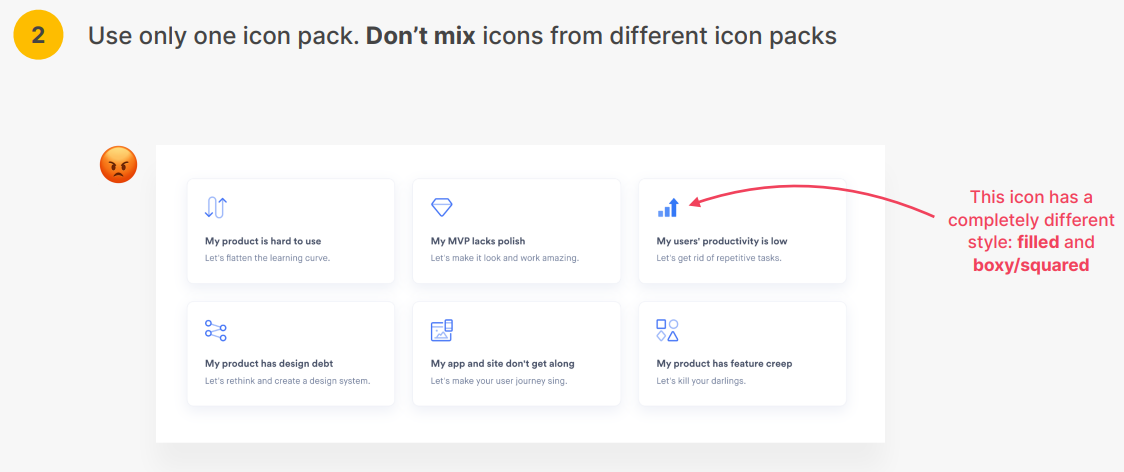 2
Use only one icon pack. Don't mix icons from different icon packs
This icon has a
completely different
style: filled and
boxy/squared
My product is hard to use
Let's flatten the learning curve.
My MVP lacks polish
Let's make it look and work amazing.
My users' productivity is low
Let's get rid of repetitive tasks.
My product has design debt
Let's rethink and create a design system.
My app and site don't get along
Let's make your user journey sing.
My product has feature creep
Let's kill your darlings.